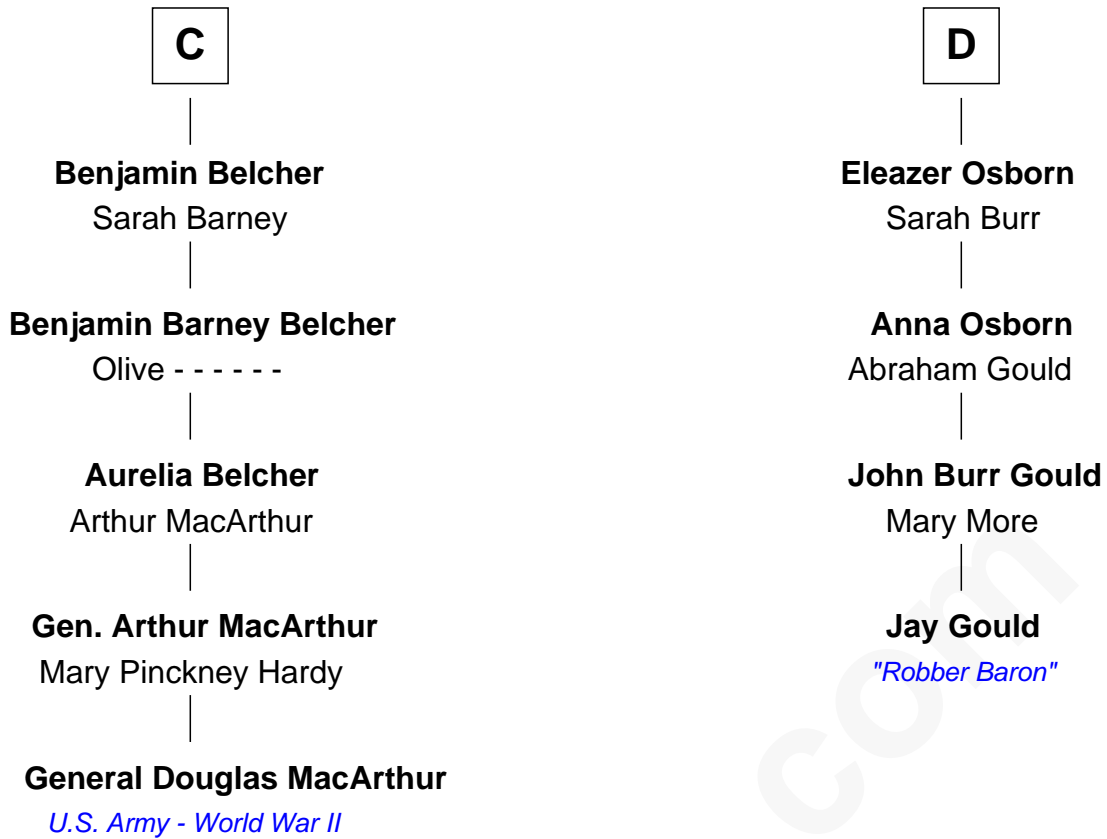 C
Benjamin Belcher
Sarah Barney
Benjamin Barney Belcher
Olive - - - - - -
Aurelia Belcher
Arthur MacArthur
Gen. Arthur MacArthur
Mary Pinckney Hardy
General Douglas MacArthur
U.S. Army - World War II
D
Eleazer Osborn
Sarah Burr
Anna Osborn
Abraham Gould
John Burr Gould
Mary More
Jay Gould
"Robber Baron"
com